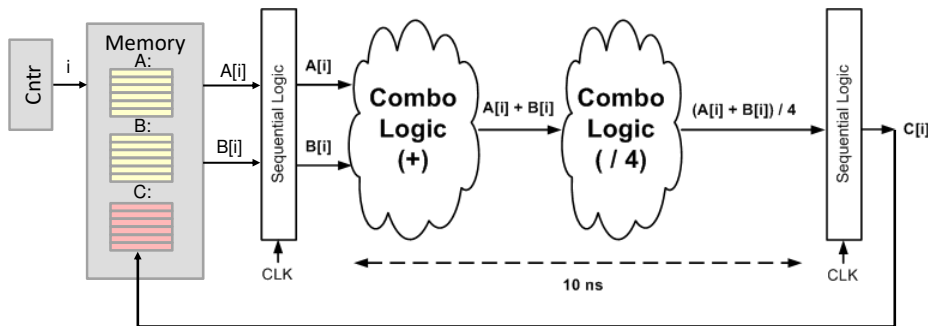 Cntr
i
Memory
A:
B:
C:
A[i]
B[i]
Sequential Logic
CLK
A[i]
B[i]
Combo
Logic
(+)
A[i] + B[i]
Combo
Logic
( / 4)
(A[i] + B[i]) / 4
Sequential Logic
CLK
C[i]
10 ns